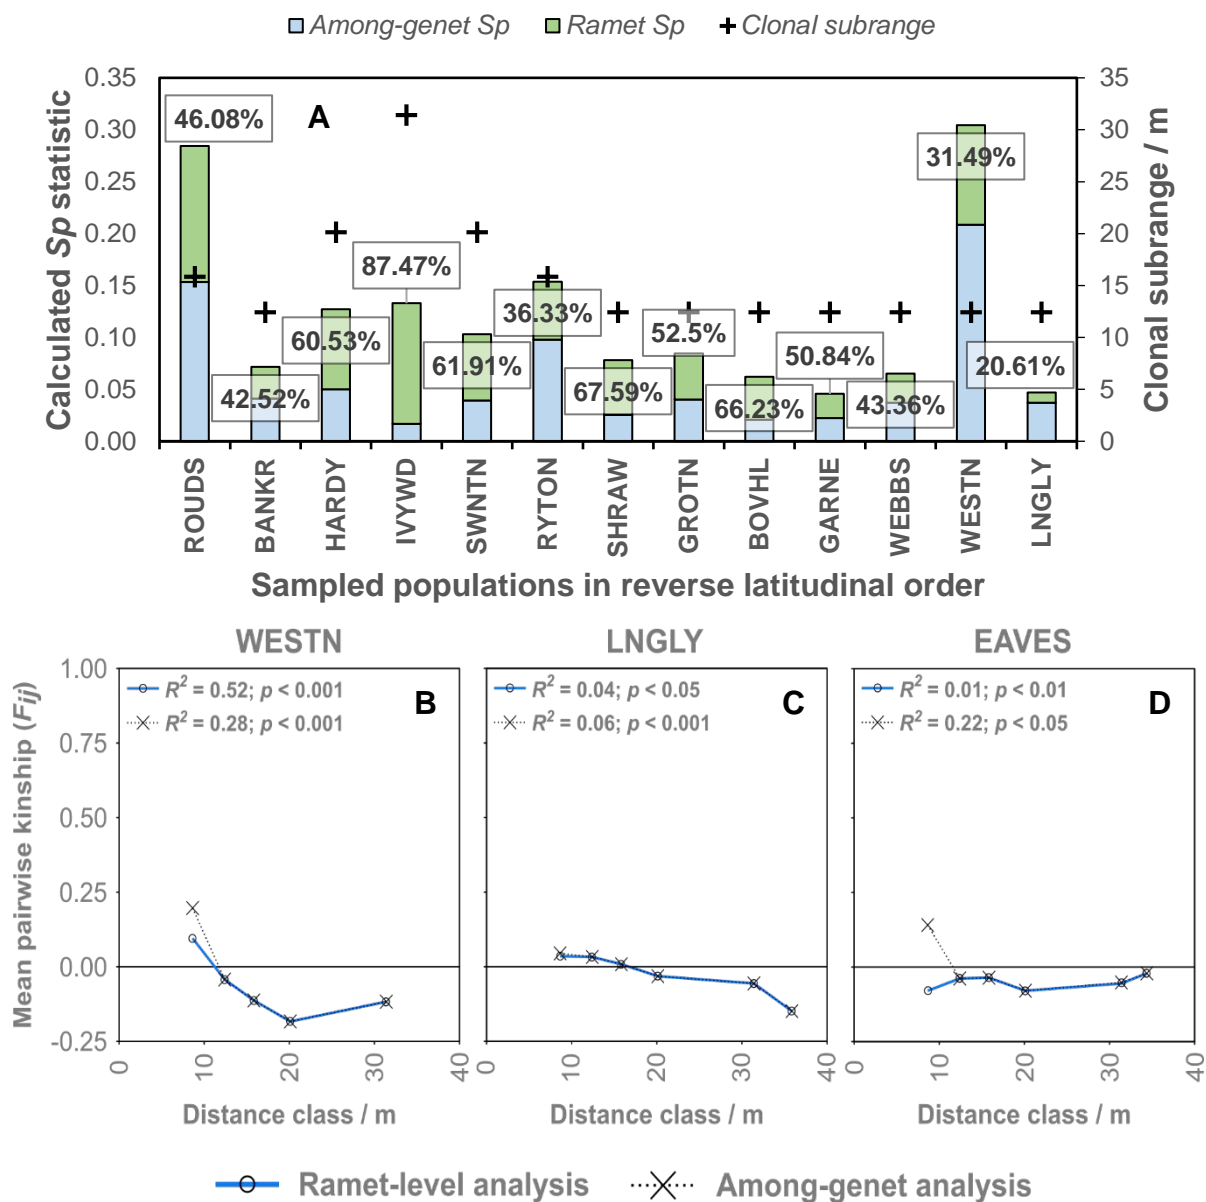 Among-genet Sp Ramet Sp Clonal subrange
A
Calculated Sp statistic
0.35
0.30
0.25
0.20
0.15
0.10
0.05
0.00
46.08%
42.52%
60.53%
87.47%
61.91%
36.33%
67.59%
52.5%
66.23%
50.84%
43.36%
31.49%
20.61%
35
30
25
20
15
10
5
0
Clonal subrange / m
ROUDS
BANKR
HARDY
IVYWD
SWNTN
RYTON
SHRAW
GROTN
BOVHL
GARNE
WEBBS
WESTN
LNGLY
Sampled populations in reverse latitudinal order
Mean pairwise kinship (Fij)
1.00
0.75
0.50
0.25
0.00
-0.25
WESTN
R² = 0.52; p < 0.001
R² = 0.28; p < 0.001
B
0 10 20 30 40
Distance class / m
LNGLY
R² = 0.04; p < 0.05
R² = 0.06; p < 0.001
C
0 10 20 30 40
Distance class / m
EAVES
R² = 0.01; p < 0.01
R² = 0.22; p < 0.05
D
0 10 20 30 40
Distance class / m
Ramet-level analysis Among-genet analysis